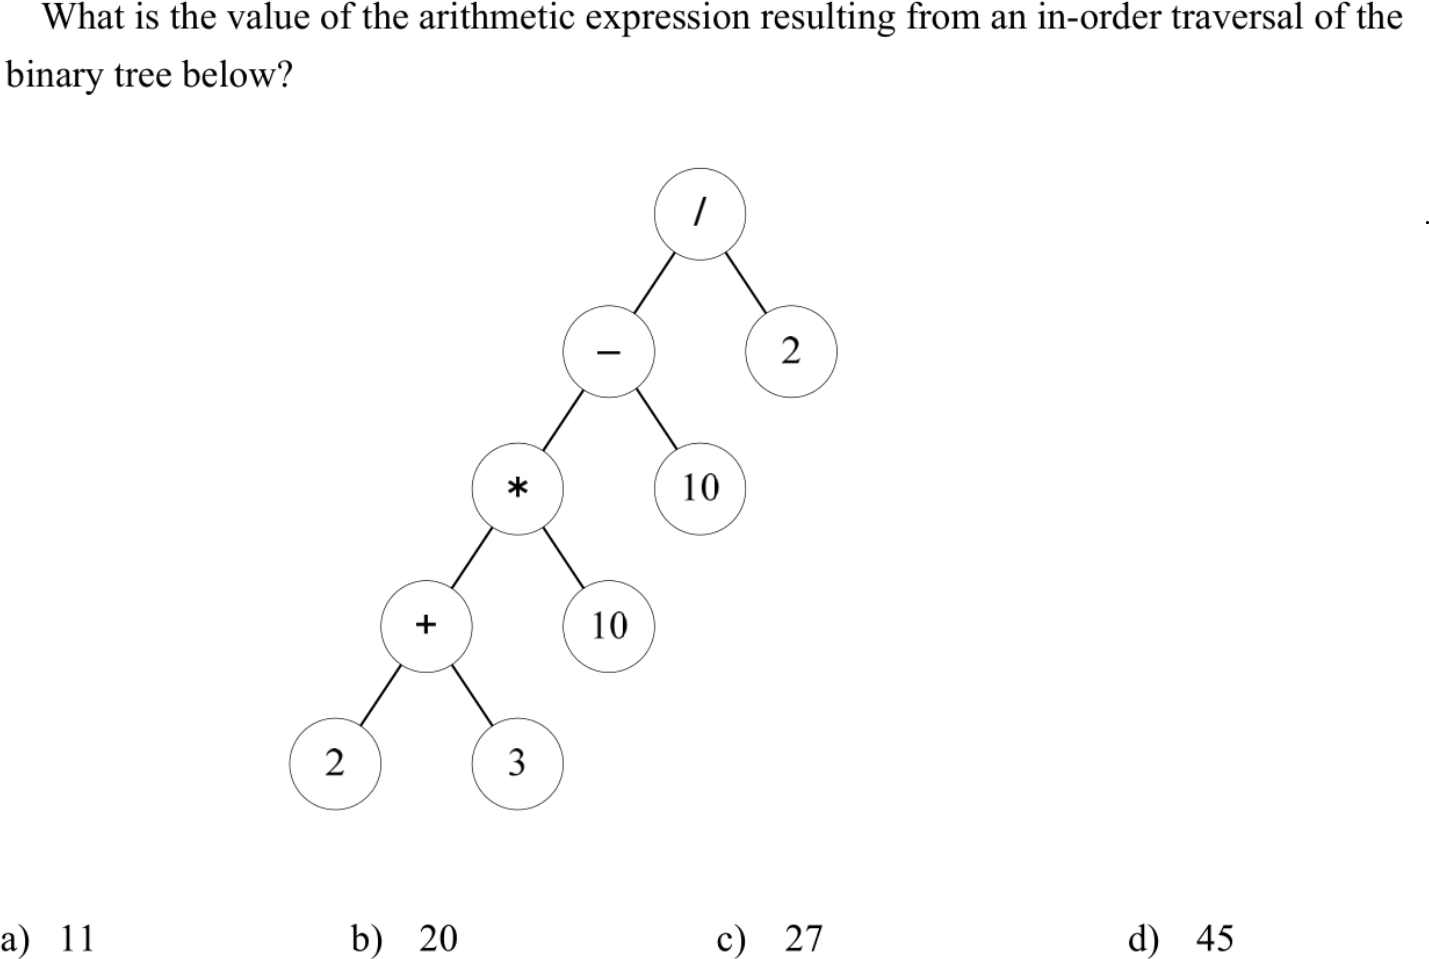 What is the value of the arithmetic expression resulting from an in-order traversal of the
binary tree below?
/
– 2
* 10
+ 10
2 3
a) 11 b) 20 c) 27 d) 45